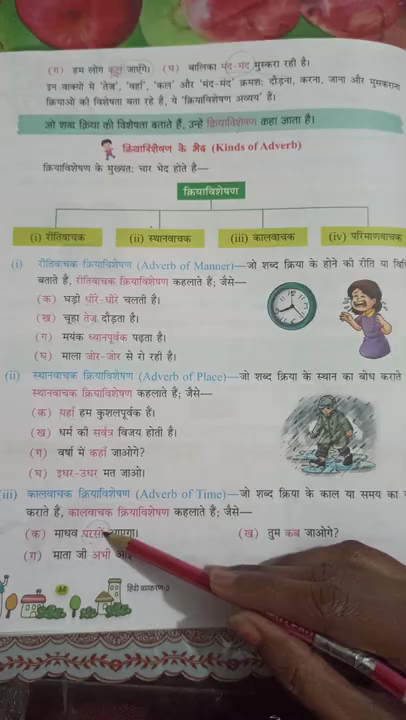 (ग) हम लोग कल जाएँगे। (घ) बालिका मंद-मंद मुस्करा रही है।
इन वाक्यों में 'तेज़', 'वहाँ', 'कल' और 'मंद-मंद' क्रमशः दौड़ना, करना, जाना और मुसकराना
क्रियाओं की विशेषता बता रहे हैं, ये 'क्रियाविशेषण अव्यय' हैं।
जो शब्द क्रिया की विशेषता बताते हैं, उन्हें क्रियाविशेषण कहा जाता है।
क्रियाविशेषण के भेद (Kinds of Adverb)
क्रियाविशेषण के मुख्यतः चार भेद होते है—
क्रियाविशेषण
(i) रीतिवाचक (ii) स्थानवाचक (iii) कालवाचक (iv) परिमाणवाचक
(i) रीतिवाचक क्रियाविशेषण (Adverb of Manner)—जो शब्द क्रिया के होने की रीति या
बताते हैं, रीतिवाचक क्रियाविशेषण कहलाते हैं; जैसे—
(क) घड़ी धीरे-धीरे चलती है।
(ख) चूहा तेज़ दौड़ता है।
(ग) मयंक ध्यानपूर्वक पढ़ता है।
(घ) माला जोर-जोर से रो रही है।
(ii) स्थानवाचक क्रियाविशेषण (Adverb of Place)—जो शब्द क्रिया के स्थान का बोध कराते
स्थानवाचक क्रियाविशेषण कहलाते हैं; जैसे—
(क) यहाँ हम कुशलपूर्वक हैं।
(ख) धर्म की सर्वत्र विजय होती है।
(ग) वर्षा में कहाँ जाओगे?
(घ) इधर-उधर मत जाओ।
(iii) कालवाचक क्रियाविशेषण (Adverb of Time)—जो शब्द क्रिया के काल या समय का
कराते हैं, कालवाचक क्रियाविशेषण कहलाते हैं; जैसे—
(क) माधव परसों (ख) तुम कब जाओगे?
(ग) माता जी अभी
44 हिंदी व्याकरण-3